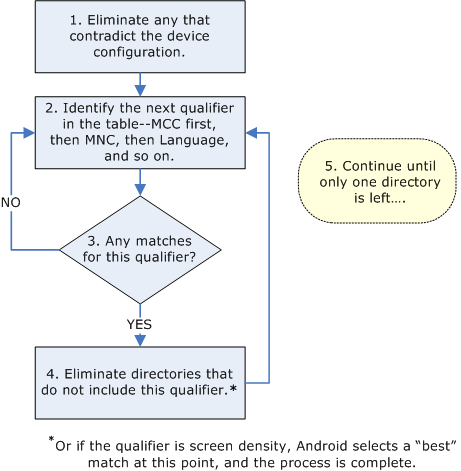 1. Eliminate any that
contradict the device
configuration.
2. Identify the next qualifier
in the table--MCC first,
then MNC, then Language,
and so on.
5. Continue until
only one directory
is left....
NO
3. Any matches
for this qualifier?
YES
4. Eliminate directories that
do not include this qualifier.*
*Or if the qualifier is screen density, Android selects a “best”
match at this point, and the process is complete.